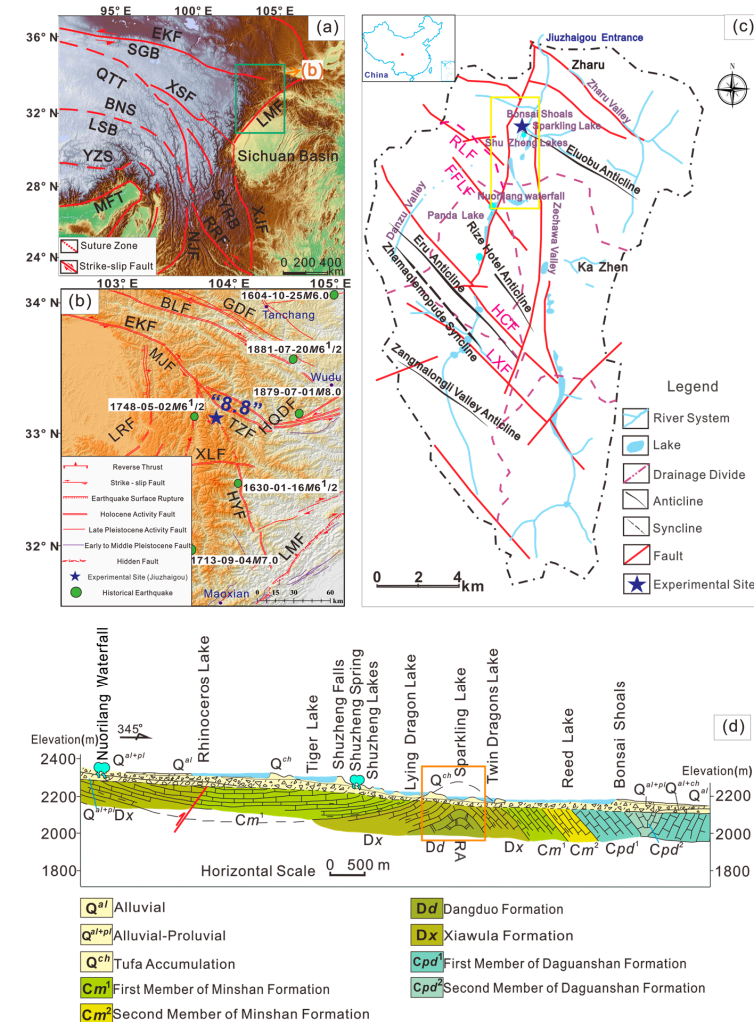 95°E 100°E 105°E
(a)
36°N
32°N
28°N
24°N
EKF
SGB
(b)
QTT
XSF
BNS
LSB
LMF
YZS
Sichuan Basin
MFT
XJF
Suture Zone
Strike-slip Fault
0 200 400
km
103°E 104°E 105°E
(b)
34°N
33°N
32°N
1604-10-25M6.0
BLF
GDF
Tanchang
EKF
1881-07-20M6 1/2
MJF
Wudu
1879-07-01M8.0
1748-05-02M6 1/2
"8.8"
LRF
TZF
HQDF
XLF
1630-01-16M6 1/2
HYF
LMF
1713-09-04M7.0
Maoxian
Reverse Thrust
Strike - slip Fault
Earthquake Surface Rupture
Holocene Activity Fault
Late Pleistocene Activity Fault
Early to Middle Pleistocene Fault
Hidden Fault
Experimental Site (Jiuzhaigou)
Historical Earthquake
0 15 30 60
km
(c)
China
Jiuzhaigou Entrance
Zharu
Zharu Valley
N
Bonsai Shoals
Sparkling Lake
Shu Zheng Lakes
Eluobu Anticline
RLF
FFLF
Nuorilang waterfall
Danzu Valley
Panda Lake
Zechawa Valley
Rize Hotel Anticline
Ka Zhen
Eru Anticline
Zhamaqiemopude Syncline
HCF
LXF
Zangmalongli Valley Anticline
Legend
River System
Lake
Drainage Divide
Anticline
Syncline
Fault
Experimental Site
0 2 4
km
(d)
Nuorilang Waterfall
Rhinoceros Lake
Tiger Lake
Shuzheng Falls
Shuzheng Spring
Shuzheng Lakes
Lying Dragon Lake
Sparkling Lake
Twin Dragons Lake
Reed Lake
Bonsai Shoals
345°
Elevation(m)
2400
2200
2000
1800
Elevation(m)
2200
2000
1800
Qal+pl Qal Qch Qch Qal+pl Qal+ch Qal
Qal+pl Dx Cm1 Dx Dd RA Dx Cm1 Cm2 Cpd1 Cpd2
Horizontal Scale 0 500 m
Qal Alluvial
Qal+pl Alluvial-Proluvial
Qch Tufa Accumulation
Cm1 First Member of Minshan Formation
Cm2 Second Member of Minshan Formation
Dd Dangduo Formation
Dx Xiawula Formation
Cpd1 First Member of Daguanshan Formation
Cpd2 Second Member of Daguanshan Formation